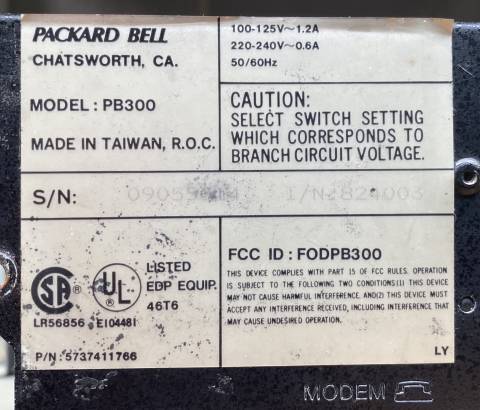 PACKARD BELL
CHATSWORTH, CA.
MODEL: PB300
MADE IN TAIWAN, R.O.C.
100-125V~1.2A
220-240V~0.6A
50/60Hz
CAUTION:
SELECT SWITCH SETTING
WHICH CORRESPONDS TO
BRANCH CIRCUIT VOLTAGE.
S/N:
I/N:824003
SA ®
UL ®
LISTED
EDP EQUIP.
46T6
LR56856 E104481
P/N: 5737411766
FCC ID : FODPB300
THIS DEVICE COMPLIES WITH PART 15 OF FCC RULES. OPERATION
IS SUBJECT TO THE FOLLOWING TWO CONDITIONS:(1) THIS DEVICE
MAY NOT CAUSE HARMFUL INTERFERENCE. AND(2) THIS DEVICE MUST
ACCEPT ANY INTERFERENCE RECEIVED, INCLUDING INTERFERENCE THAT
MAY CAUSE UNDESIRED OPERATION.
LY
MODEM